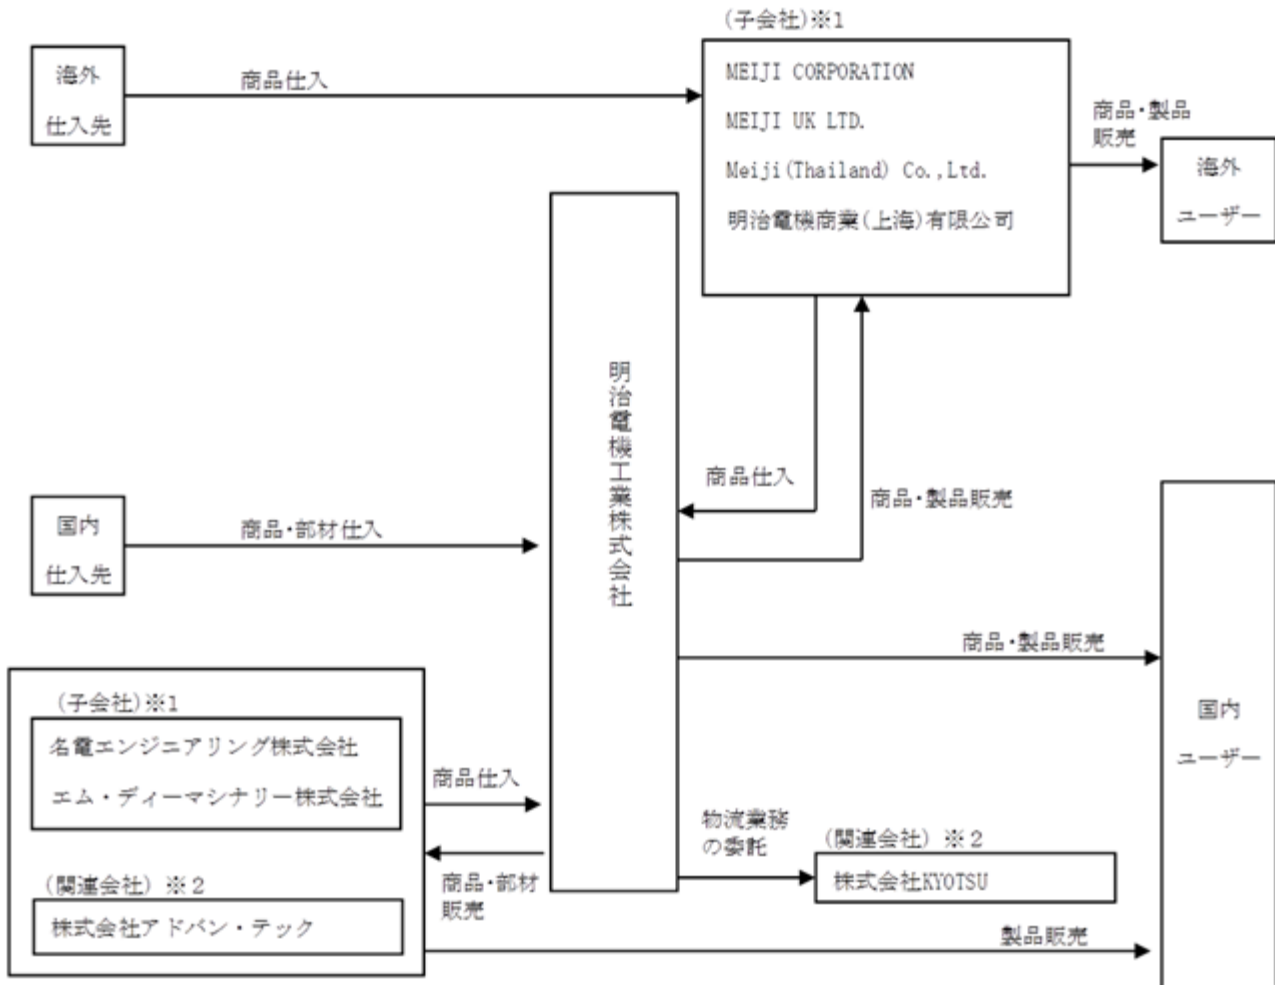 (子会社)※1
海外
仕入先
商品仕入
MEIJI CORPORATION
MEIJI UK LTD.
Meiji(Thailand) Co.,Ltd.
明治電機商業(上海)有限公司
商品・製品
販売
海外
ユーザー
明治電機工業株式会社
商品仕入
商品・製品販売
国内
仕入先
商品・部材仕入
商品・製品販売
国内
ユーザー
(子会社)※1
名電エンジニアリング株式会社
エム・ディーマシナリー株式会社
商品仕入
商品・部材
販売
(関連会社) ※2
株式会社アドバン・テック
物流業務
の委託
(関連会社) ※2
株式会社KYOTSU
製品販売